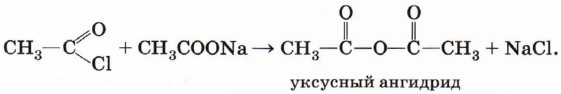 O O O
CH₃—C + CH₃COONa → CH₃—C—O—C—CH₃ + NaCl.
Cl
уксусный ангидрид